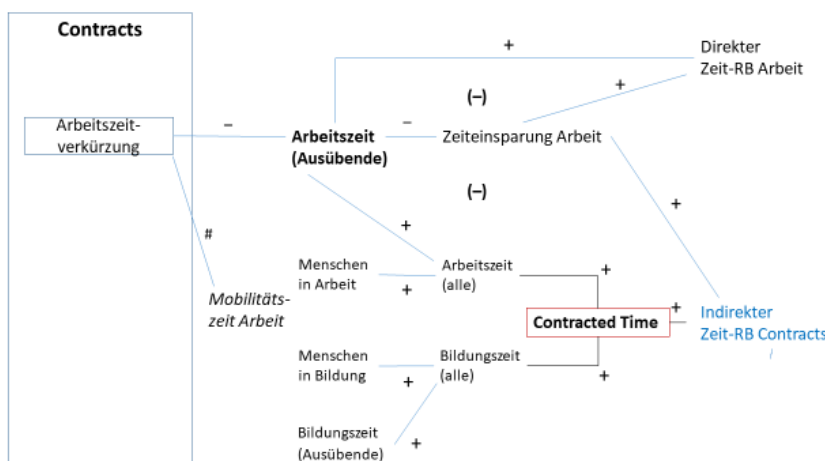 Contracts
+
Direkter
Zeit-RB Arbeit
(–)
+
Arbeitszeit-
verkürzung
–
Arbeitszeit
(Ausübende)
–
Zeiteinsparung Arbeit
(–)
+
+
#
Menschen
in Arbeit
+
Arbeitszeit
(alle)
+
Mobilitäts-
zeit Arbeit
Contracted Time
+
Indirekter
Zeit-RB Contracts
Menschen
in Bildung
+
Bildungszeit
(alle)
+
Bildungszeit
(Ausübende)
+